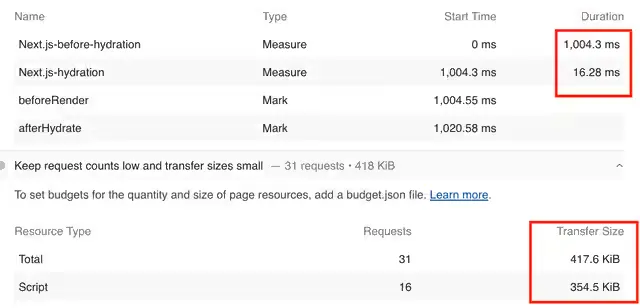 Name Type Start Time Duration
Next.js-before-hydration Measure 0 ms 1,004.3 ms
Next.js-hydration Measure 1,004.3 ms 16.28 ms
beforeRender Mark 1,004.55 ms
afterHydrate Mark 1,020.58 ms
Keep request counts low and transfer sizes small — 31 requests • 418 KiB
To set budgets for the quantity and size of page resources, add a budget.json file. Learn more.
Resource Type Requests Transfer Size
Total 31 417.6 KiB
Script 16 354.5 KiB